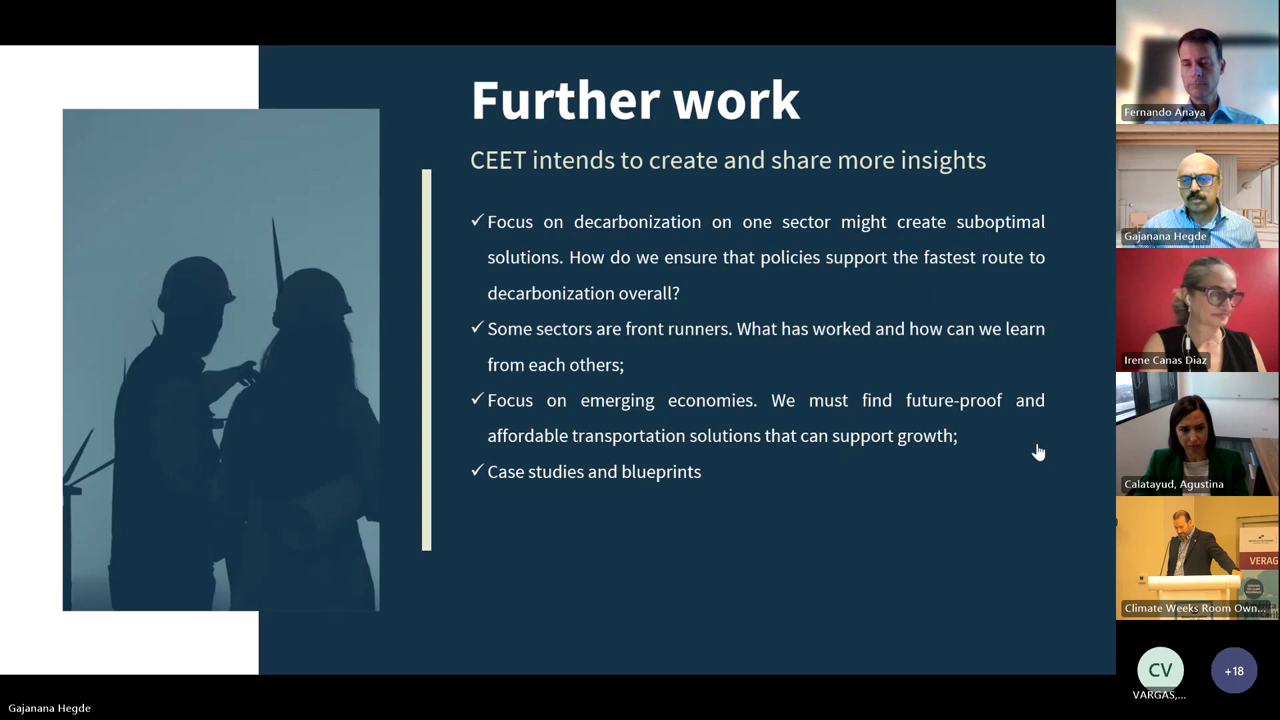 Further work
CEET intends to create and share more insights
✓Focus on decarbonization on one sector might create suboptimal
solutions. How do we ensure that policies support the fastest route to
decarbonization overall?
✓Some sectors are front runners. What has worked and how can we learn
from each others;
✓Focus on emerging economies. We must find future-proof and
affordable transportation solutions that can support growth;
✓Case studies and blueprints
Fernando Anaya
Gajanana Hegde
Irene Canas Diaz
Calatayud, Agustina
VERAG
Climate Weeks Room Own...
CV
+18
VARGAS,...
Gajanana Hegde